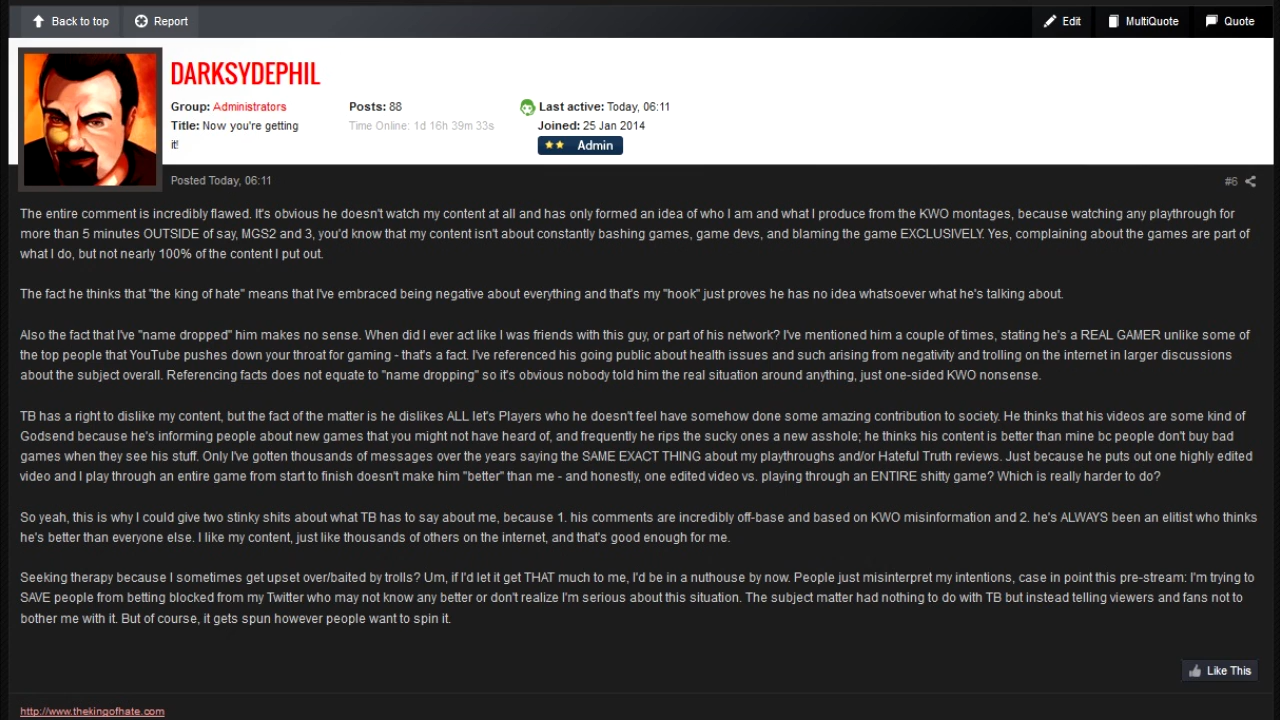 Back to top
Report
Edit
MultiQuote
Quote
DARKSYDEPHIL
Group: Administrators
Title: Now you're getting
it!
Posts: 88
Time Online: 1d 16h 39m 33s
Last active: Today, 06:11
Joined: 25 Jan 2014
Admin
Posted Today, 06:11
#6
The entire comment is incredibly flawed. It's obvious he doesn't watch my content at all and has only formed an idea of who I am and what I produce from the KWO montages, because watching any playthrough for
more than 5 minutes OUTSIDE of say, MGS2 and 3, you'd know that my content isn't about constantly bashing games, game devs, and blaming the game EXCLUSIVELY. Yes, complaining about the games are part of
what I do, but not nearly 100% of the content I put out.
The fact he thinks that "the king of hate" means that I've embraced being negative about everything and that's my "hook" just proves he has no idea whatsoever what he's talking about.
Also the fact that I've "name dropped" him makes no sense. When did I ever act like I was friends with this guy, or part of his network? I've mentioned him a couple of times, stating he's a REAL GAMER unlike some of
the top people that YouTube pushes down your throat for gaming - that's a fact. I've referenced his going public about health issues and such arising from negativity and trolling on the internet in larger discussions
about the subject overall. Referencing facts does not equate to "name dropping" so it's obvious nobody told him the real situation around anything, just one-sided KWO nonsense.
TB has a right to dislike my content, but the fact of the matter is he dislikes ALL let's Players who he doesn't feel have somehow done some amazing contribution to society. He thinks that his videos are some kind of
Godsend because he's informing people about new games that you might not have heard of, and frequently he rips the sucky ones a new asshole; he thinks his content is better than mine bc people don't buy bad
games when they see his stuff. Only I've gotten thousands of messages over the years saying the SAME EXACT THING about my playthroughs and/or Hateful Truth reviews. Just because he puts out one highly edited
video and I play through an entire game from start to finish doesn't make him "better" than me - and honestly, one edited video vs. playing through an ENTIRE shitty game? Which is really harder to do?
So yeah, this is why I could give two stinky shits about what TB has to say about me, because 1. his comments are incredibly off-base and based on KWO misinformation and 2. he's ALWAYS been an elitist who thinks
he's better than everyone else. I like my content, just like thousands of others on the internet, and that's good enough for me.
Seeking therapy because I sometimes get upset over/baited by trolls? Um, if I'd let it get THAT much to me, I'd be in a nuthouse by now. People just misinterpret my intentions, case in point this pre-stream: I'm trying to
SAVE people from betting blocked from my Twitter who may not know any better or don't realize I'm serious about this situation. The subject matter had nothing to do with TB but instead telling viewers and fans not to
bother me with it. But of course, it gets spun however people want to spin it.
Like This
http://www.thekingofhate.com